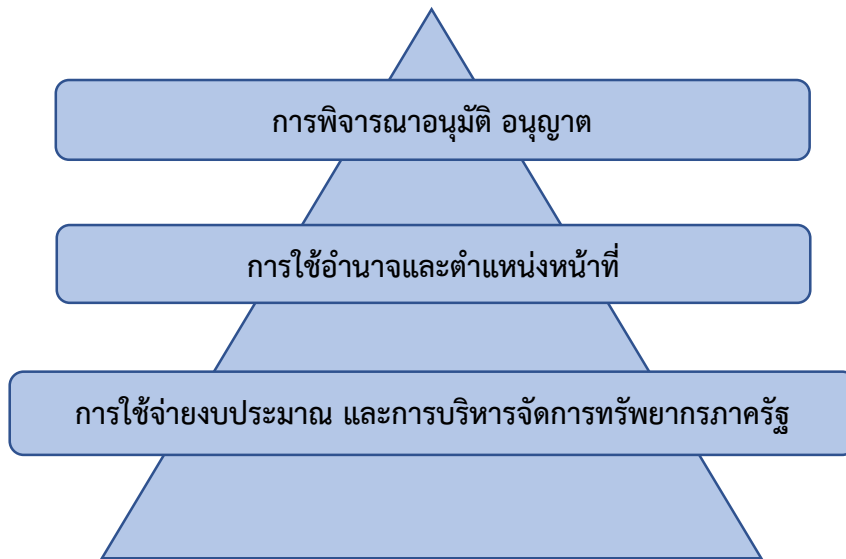 การพิจารณาอนุมัติ อนุญาต
การใช้อำนาจและตำแหน่งหน้าที่
การใช้จ่ายงบประมาณ และการบริหารจัดการทรัพยากรภาครัฐ